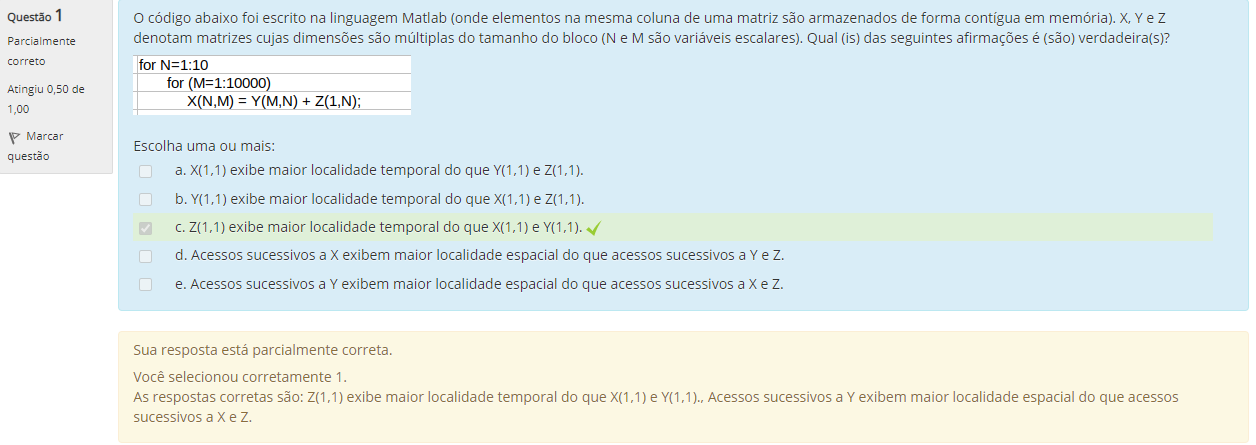 Questão 1
Parcialmente
correto
Atingiu 0,50 de
1,00
Marcar
questão
O código abaixo foi escrito na linguagem Matlab (onde elementos na mesma coluna de uma matriz são armazenados de forma contígua em memória). X, Y e Z
denotam matrizes cujas dimensões são múltiplas do tamanho do bloco (N e M são variáveis escalares). Qual (is) das seguintes afirmações é (são) verdadeira(s)?
for N=1:10
for (M=1:10000)
X(N,M) = Y(M,N) + Z(1,N);
Escolha uma ou mais:
a. X(1,1) exibe maior localidade temporal do que Y(1,1) e Z(1,1).
b. Y(1,1) exibe maior localidade temporal do que X(1,1) e Z(1,1).
c. Z(1,1) exibe maior localidade temporal do que X(1,1) e Y(1,1).
d. Acessos sucessivos a X exibem maior localidade espacial do que acessos sucessivos a Y e Z.
e. Acessos sucessivos a Y exibem maior localidade espacial do que acessos sucessivos a X e Z.
Sua resposta está parcialmente correta.
Você selecionou corretamente 1.
As respostas corretas são: Z(1,1) exibe maior localidade temporal do que X(1,1) e Y(1,1)., Acessos sucessivos a Y exibem maior localidade espacial do que acessos
sucessivos a X e Z.